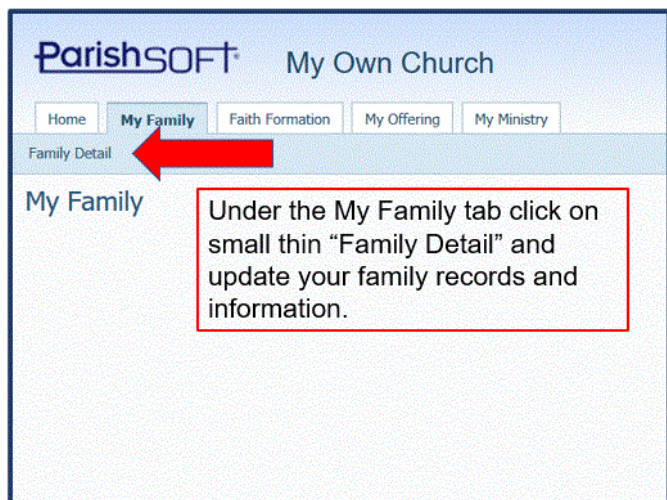 ParishSOFT My Own Church
Home My Family Faith Formation My Offering My Ministry
Family Detail
My Family
Under the My Family tab click on
small thin “Family Detail” and
update your family records and
information.